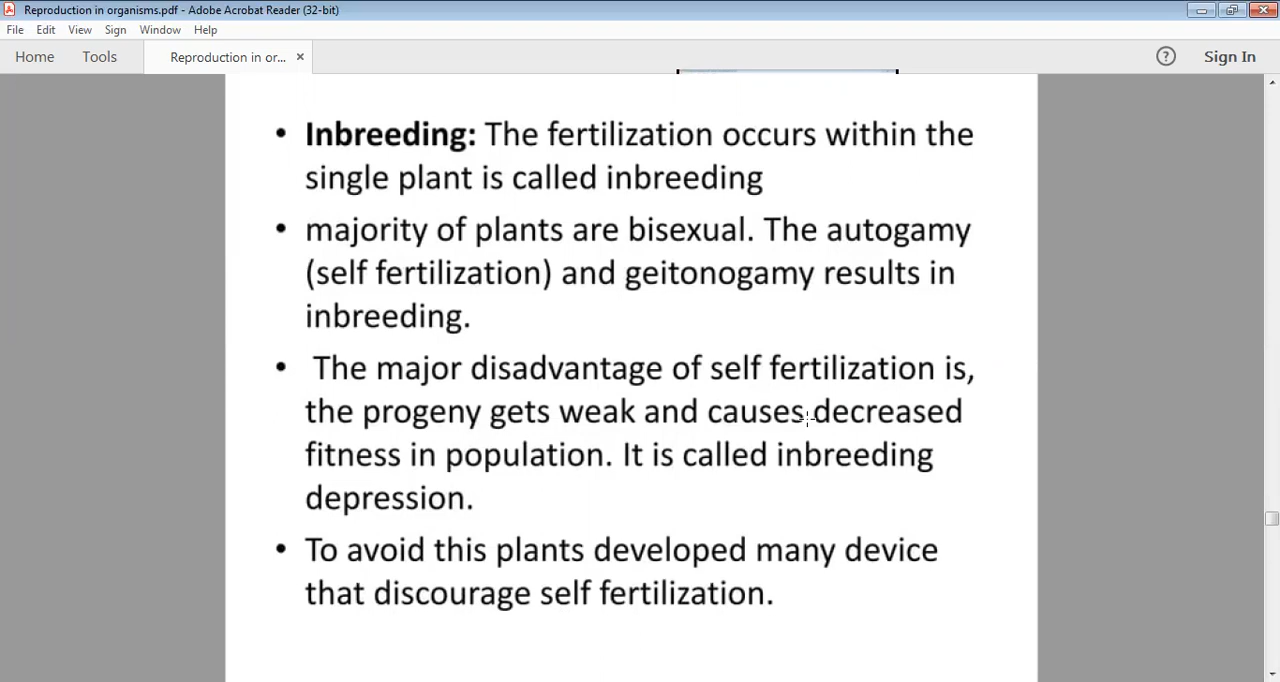 Reproduction in organisms.pdf - Adobe Acrobat Reader (32-bit)
File Edit View Sign Window Help
Home Tools Reproduction in or... × ? Sign In
• Inbreeding: The fertilization occurs within the
single plant is called inbreeding
• majority of plants are bisexual. The autogamy
(self fertilization) and geitonogamy results in
inbreeding.
• The major disadvantage of self fertilization is,
the progeny gets weak and causes decreased
fitness in population. It is called inbreeding
depression.
• To avoid this plants developed many device
that discourage self fertilization.